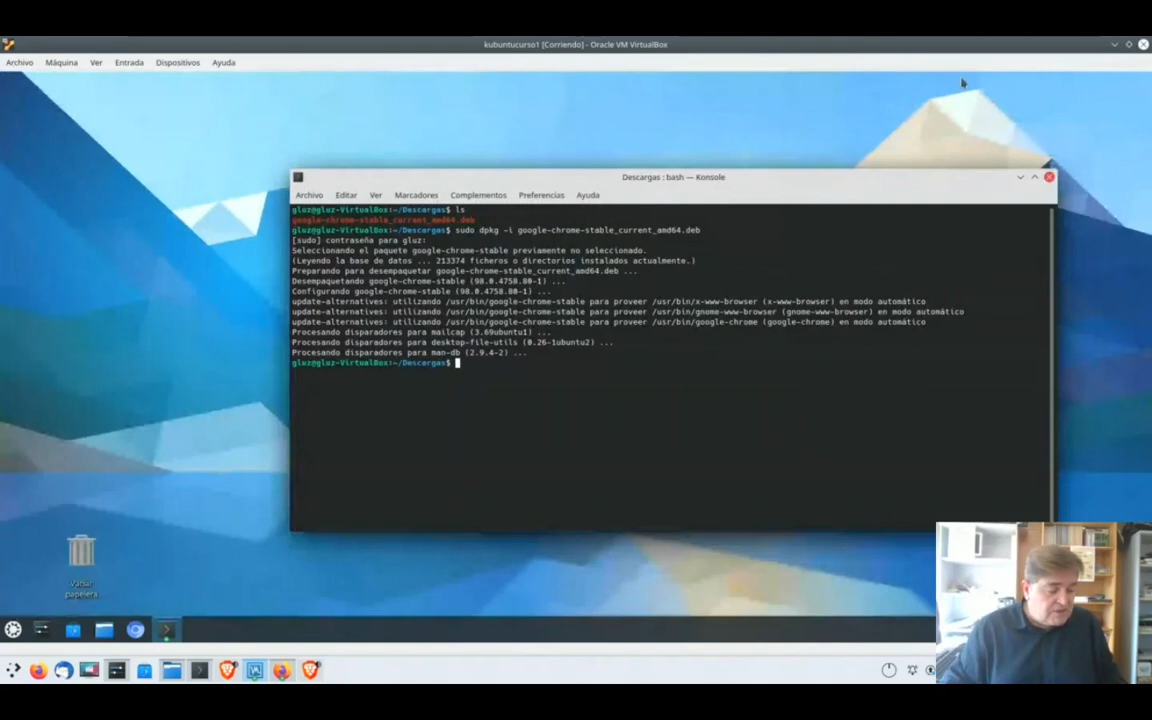 kubuntucurso1 [Corriendo] - Oracle VM VirtualBox
Archivo Máquina Ver Entrada Dispositivos Ayuda
Descargas : bash — Konsole
Archivo Editar Ver Marcadores Complementos Preferencias Ayuda
gluz@gluz-VirtualBox:~/Descargas$ ls
google-chrome-stable_current_amd64.deb
gluz@gluz-VirtualBox:~/Descargas$ sudo dpkg -i google-chrome-stable_current_amd64.deb
[sudo] contraseña para gluz:
Seleccionando el paquete google-chrome-stable previamente no seleccionado.
(Leyendo la base de datos ... 213374 ficheros o directorios instalados actualmente.)
Preparando para desempaquetar google-chrome-stable_current_amd64.deb ...
Desempaquetando google-chrome-stable (98.0.4758.80-1) ...
Configurando google-chrome-stable (98.0.4758.80-1) ...
update-alternatives: utilizando /usr/bin/google-chrome-stable para proveer /usr/bin/x-www-browser (x-www-browser) en modo automático
update-alternatives: utilizando /usr/bin/google-chrome-stable para proveer /usr/bin/gnome-www-browser (gnome-www-browser) en modo automático
update-alternatives: utilizando /usr/bin/google-chrome-stable para proveer /usr/bin/google-chrome (google-chrome) en modo automático
Procesando disparadores para mailcap (3.69ubuntu1) ...
Procesando disparadores para desktop-file-utils (0.26-1ubuntu2) ...
Procesando disparadores para man-db (2.9.4-2) ...
gluz@gluz-VirtualBox:~/Descargas$
Vaciar
papelera